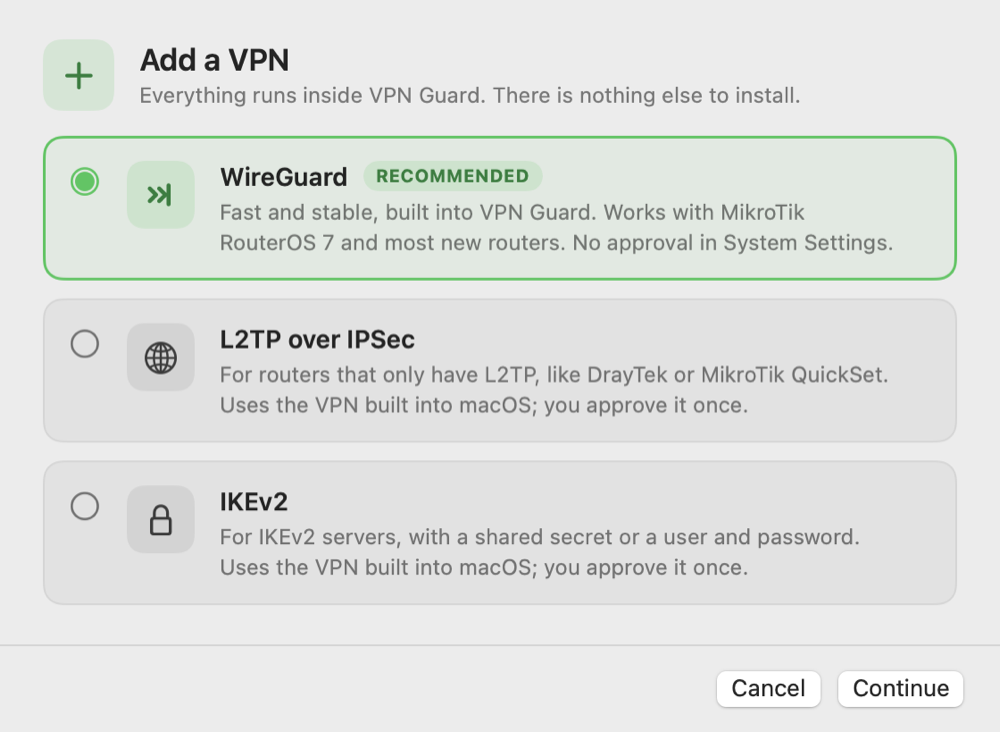 Add a VPN
Everything runs inside VPN Guard. There is nothing else to install.
WireGuard RECOMMENDED
Fast and stable, built into VPN Guard. Works with MikroTik
RouterOS 7 and most new routers. No approval in System Settings.
L2TP over IPSec
For routers that only have L2TP, like DrayTek or MikroTik QuickSet.
Uses the VPN built into macOS; you approve it once.
IKEv2
For IKEv2 servers, with a shared secret or a user and password.
Uses the VPN built into macOS; you approve it once.
Cancel Continue